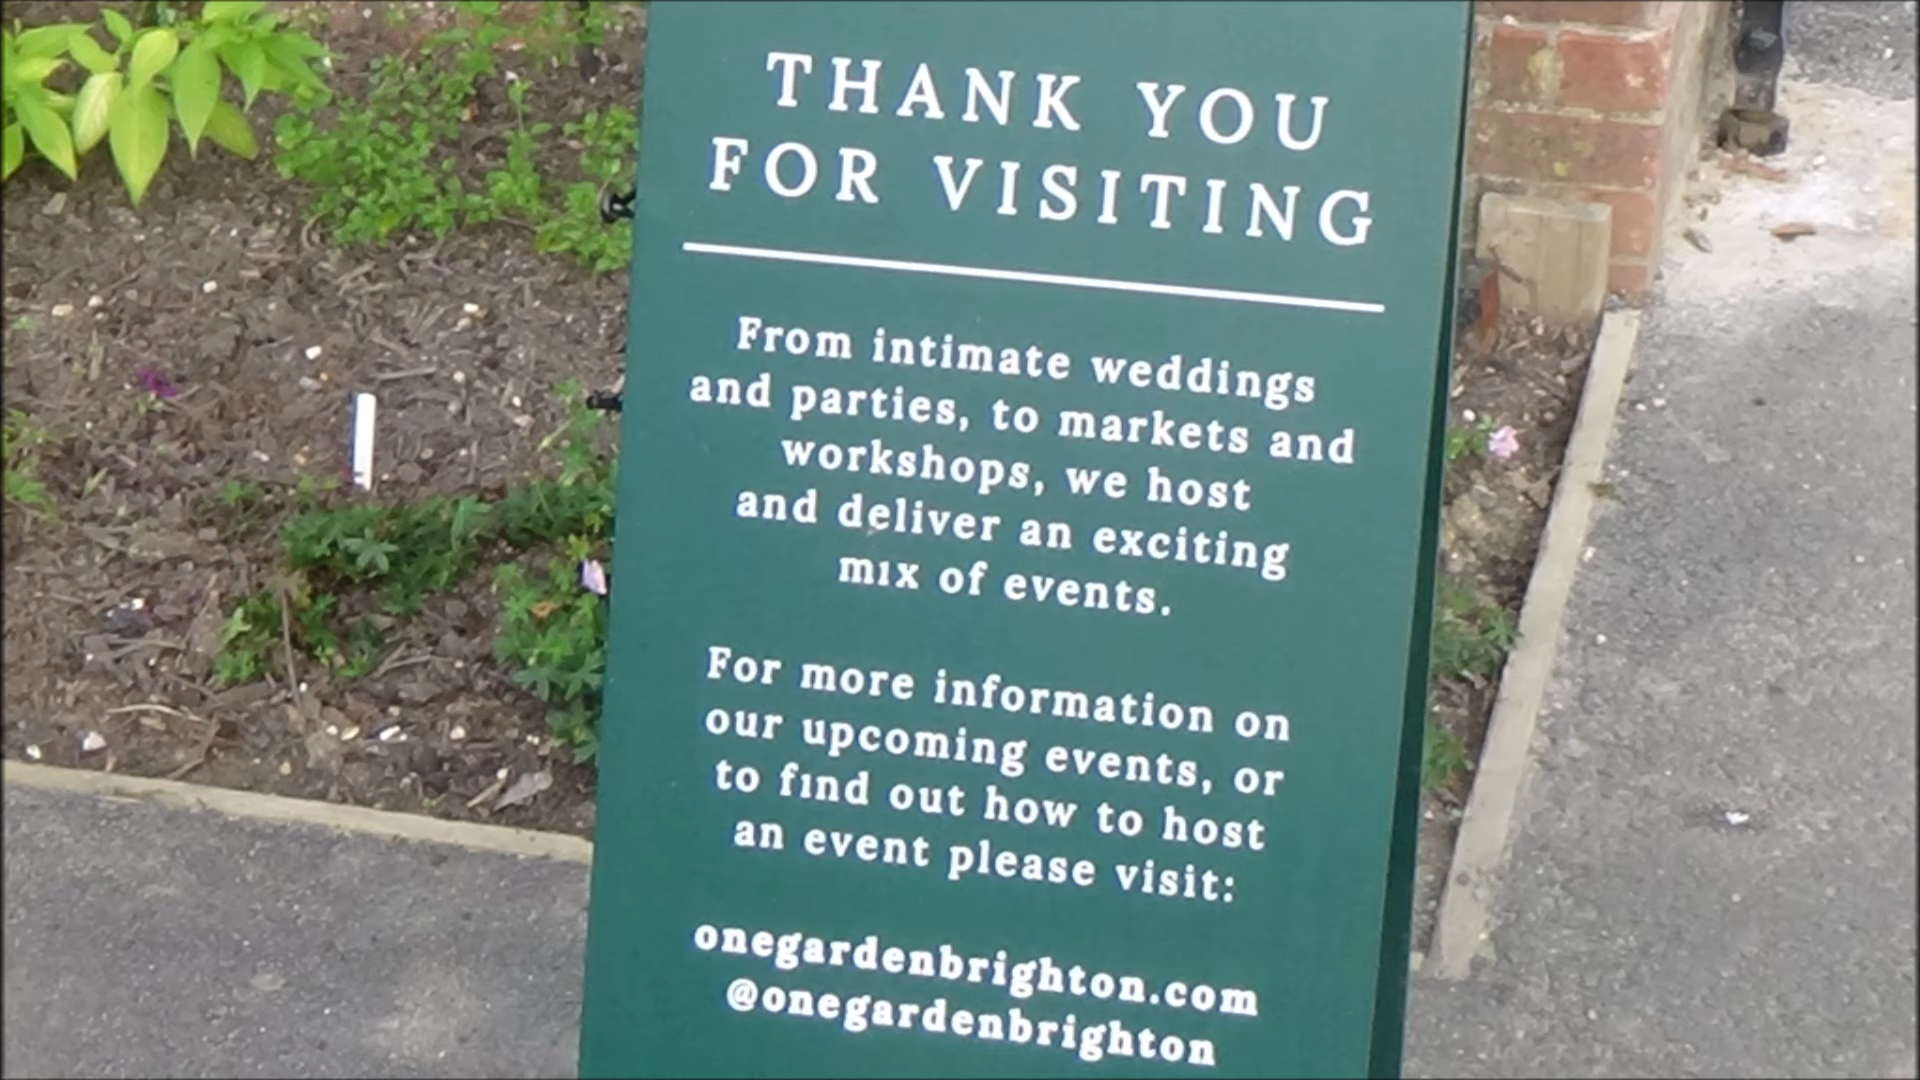 THANK YOU
FOR VISITING
From intimate weddings
and parties, to markets and
workshops, we host
and deliver an exciting
mix of events.
For more information on
our upcoming events, or
to find out how to host
an event please visit:
onegardenbrighton.com
@onegardenbrighton